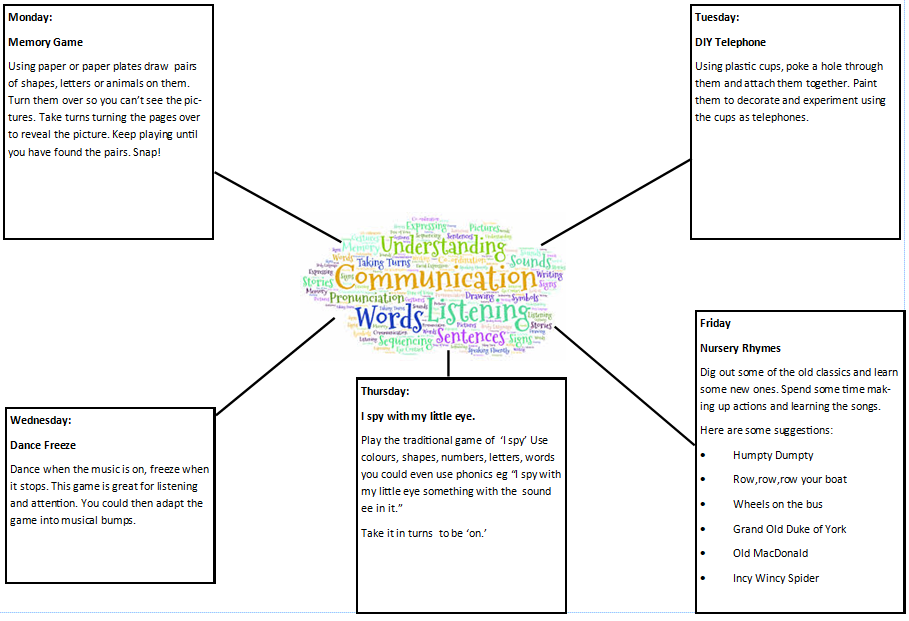 Monday:
Memory Game
Using paper or paper plates draw pairs
of shapes, letters or animals on them.
Turn them over so you can't see the pic-
tures. Take turns turning the pages over
to reveal the picture. Keep playing until
you have found the pairs. Snap!
Tuesday:
DIY Telephone
Using plastic cups, poke a hole through
them and attach them together. Paint
them to decorate and experiment using
the cups as telephones.
Expressing
Pictures
Understanding
Memory
Sentences
Words
Taking Turns
Co-ordination
Sounds
Expressing
Communication
Writing
Stories
Signs
Memory
Pronunciation
Drawing
Symbols
Words
Listening
Listening
Stories
Sequencing
Sentences
Signs
Speaking Fluently
Wednesday:
Dance Freeze
Dance when the music is on, freeze when
it stops. This game is great for listening
and attention. You could then adapt the
game into musical bumps.
Thursday:
I spy with my little eye.
Play the traditional game of 'I spy' Use
colours, shapes, numbers, letters, words
you could even use phonics eg "I spy with
my little eye something with the sound
ee in it."
Take it in turns to be 'on.'
Friday
Nursery Rhymes
Dig out some of the old classics and learn
some new ones. Spend some time mak-
ing up actions and learning the songs.
Here are some suggestions:
• Humpty Dumpty
• Row,row,row your boat
• Wheels on the bus
• Grand Old Duke of York
• Old MacDonald
• Incy Wincy Spider